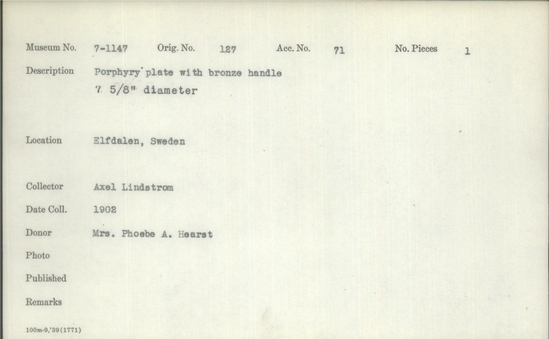 Museum No. 7-1147 Orig. No. 127 Acc. No. 71 No. Pieces 1
Description Porphyry plate with bronze handle
7 5/8" diameter
Location Elfdalen, Sweden
Collector Axel Lindstrom
Date Coll. 1902
Donor Mrs. Phoebe A. Hearst
Photo
Published
Remarks
100m-9,'39(1771)